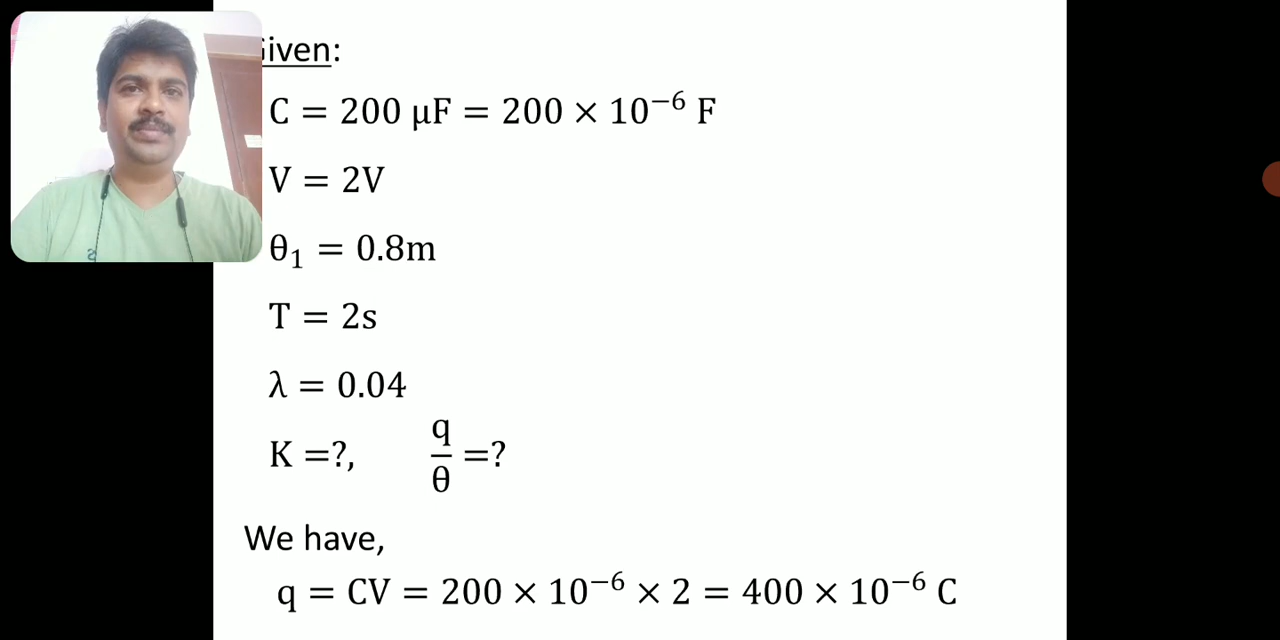 Given:
C = 200 μF = 200 × 10⁻⁶ F
V = 2V
θ₁ = 0.8m
T = 2s
λ = 0.04
K =?, q/θ =?
We have,
q = CV = 200 × 10⁻⁶ × 2 = 400 × 10⁻⁶ C